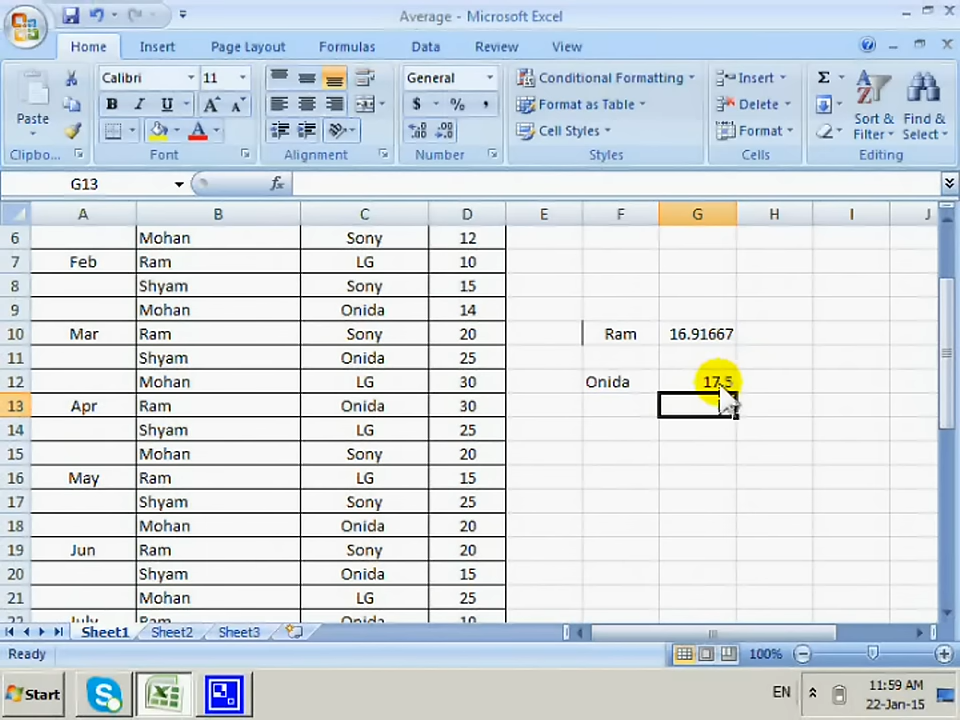 Average - Microsoft Excel
Home Insert Page Layout Formulas Data Review View
Calibri 11 General Conditional Formatting Insert Σ
Paste B I U A A $ % , Format as Table Delete Sort & Filter Find & Select
A Cell Styles Format
Clipbo... Font Alignment Number Styles Cells Editing
G13 fx
A B C D E F G H I J
6 Mohan Sony 12
7 Feb Ram LG 10
8 Shyam Sony 15
9 Mohan Onida 14
10 Mar Ram Sony 20 Ram 16.91667
11 Shyam Onida 25
12 Mohan LG 30 Onida 17.5
13 Apr Ram Onida 30
14 Shyam LG 25
15 Mohan Sony 20
16 May Ram LG 15
17 Shyam Sony 25
18 Mohan Onida 20
19 Jun Ram Sony 20
20 Shyam Onida 15
21 Mohan LG 25
22 July Ram Onida 10
Sheet1 Sheet2 Sheet3
Ready 100%
Start EN 11:59 AM
22-Jan-15